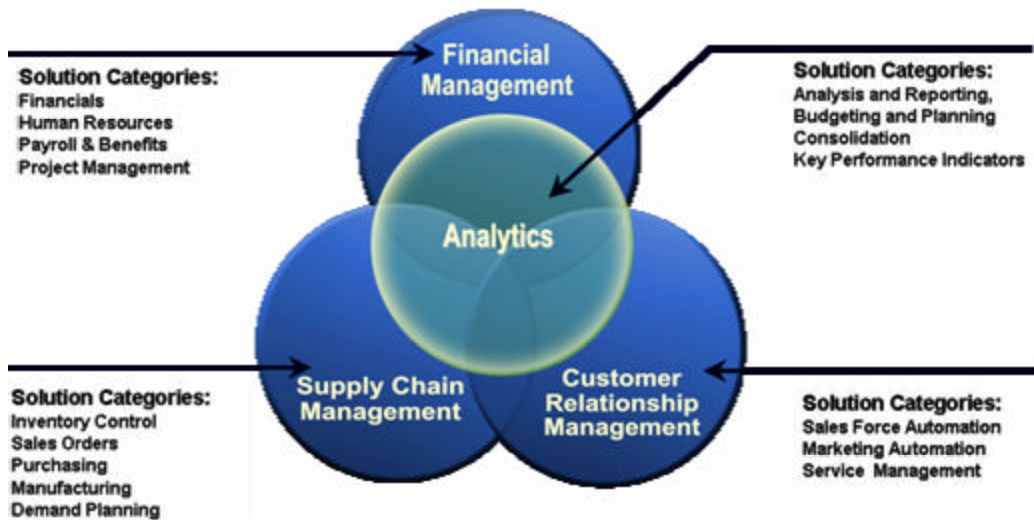 Financial
Management
Solution Categories:
Financials
Human Resources
Payroll & Benefits
Project Management
Solution Categories:
Analysis and Reporting,
Budgeting and Planning
Consolidation
Key Performance Indicators
Analytics
Supply Chain
Management
Customer
Relationship
Management
Solution Categories:
Inventory Control
Sales Orders
Purchasing
Manufacturing
Demand Planning
Solution Categories:
Sales Force Automation
Marketing Automation
Service Management